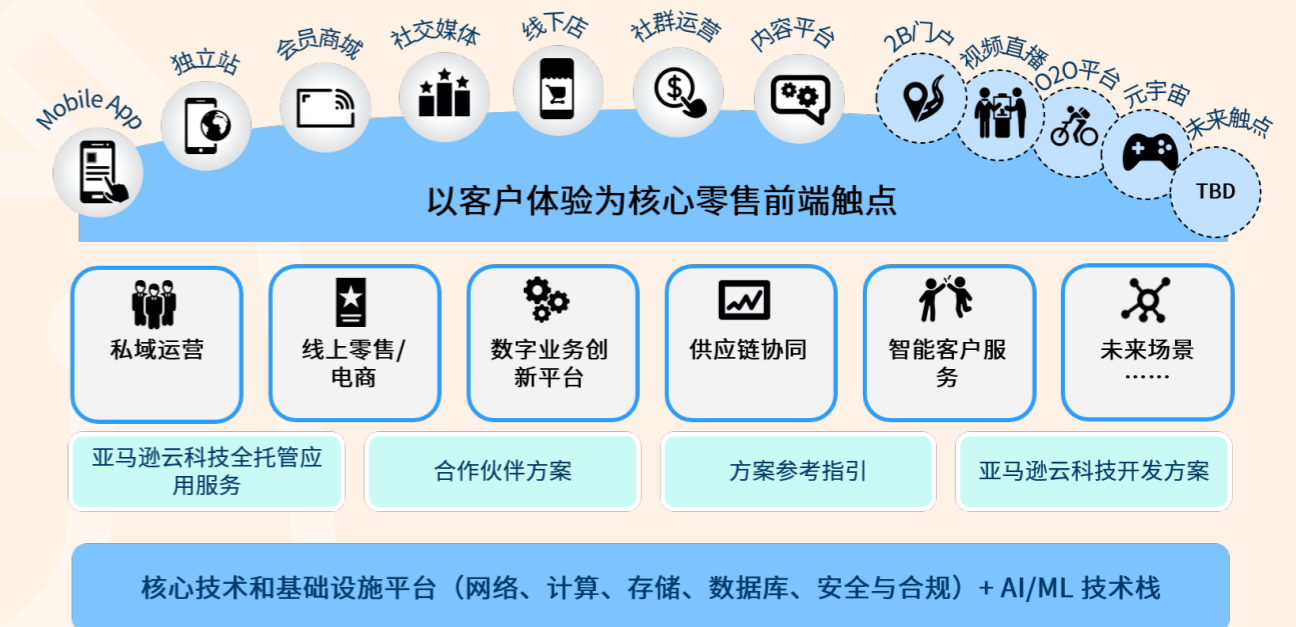 Mobile App
独立站
会员商城
社交媒体
线下店
社群运营
内容平台
2B门户
视频直播
O2O平台
元宇宙
未来触点
TBD
以客户体验为核心零售前端触点
私域运营
线上零售/
电商
数字业务创
新平台
供应链协同
智能客户服
务
未来场景
……
亚马逊云科技全托管应
用服务
合作伙伴方案
方案参考指引
亚马逊云科技开发方案
核心技术和基础设施平台（网络、计算、存储、数据库、安全与合规）+ AI/ML 技术栈